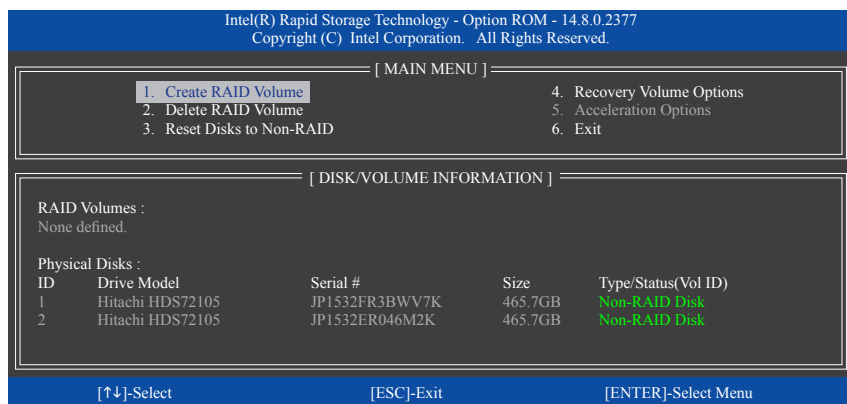 Intel(R) Rapid Storage Technology - Option ROM - 14.8.0.2377
Copyright (C) Intel Corporation. All Rights Reserved.
[ MAIN MENU ]
1. Create RAID Volume
2. Delete RAID Volume
3. Reset Disks to Non-RAID
4. Recovery Volume Options
5. Acceleration Options
6. Exit
[ DISK/VOLUME INFORMATION ]
RAID Volumes :
None defined.
Physical Disks :
ID Drive Model Serial # Size Type/Status(Vol ID)
1 Hitachi HDS72105 JP1532FR3BWV7K 465.7GB Non-RAID Disk
2 Hitachi HDS72105 JP1532ER046M2K 465.7GB Non-RAID Disk
[↑↓]-Select [ESC]-Exit [ENTER]-Select Menu